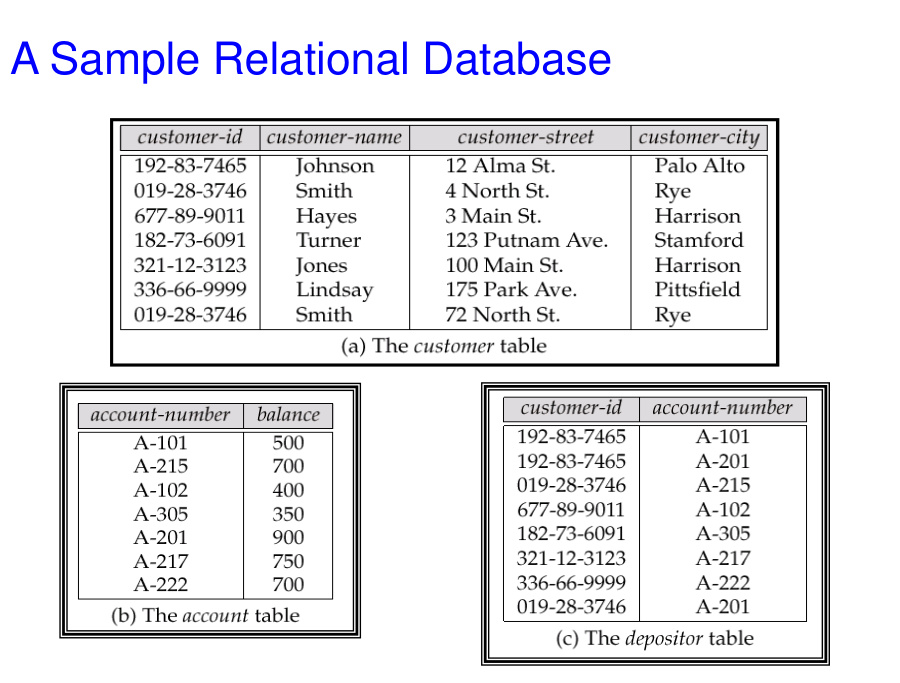 A Sample Relational Database
customer-id customer-name customer-street customer-city
192-83-7465 Johnson 12 Alma St. Palo Alto
019-28-3746 Smith 4 North St. Rye
677-89-9011 Hayes 3 Main St. Harrison
182-73-6091 Turner 123 Putnam Ave. Stamford
321-12-3123 Jones 100 Main St. Harrison
336-66-9999 Lindsay 175 Park Ave. Pittsfield
019-28-3746 Smith 72 North St. Rye
(a) The customer table
account-number balance
A-101 500
A-215 700
A-102 400
A-305 350
A-201 900
A-217 750
A-222 700
(b) The account table
customer-id account-number
192-83-7465 A-101
192-83-7465 A-201
019-28-3746 A-215
677-89-9011 A-102
182-73-6091 A-305
321-12-3123 A-217
336-66-9999 A-222
019-28-3746 A-201
(c) The depositor table